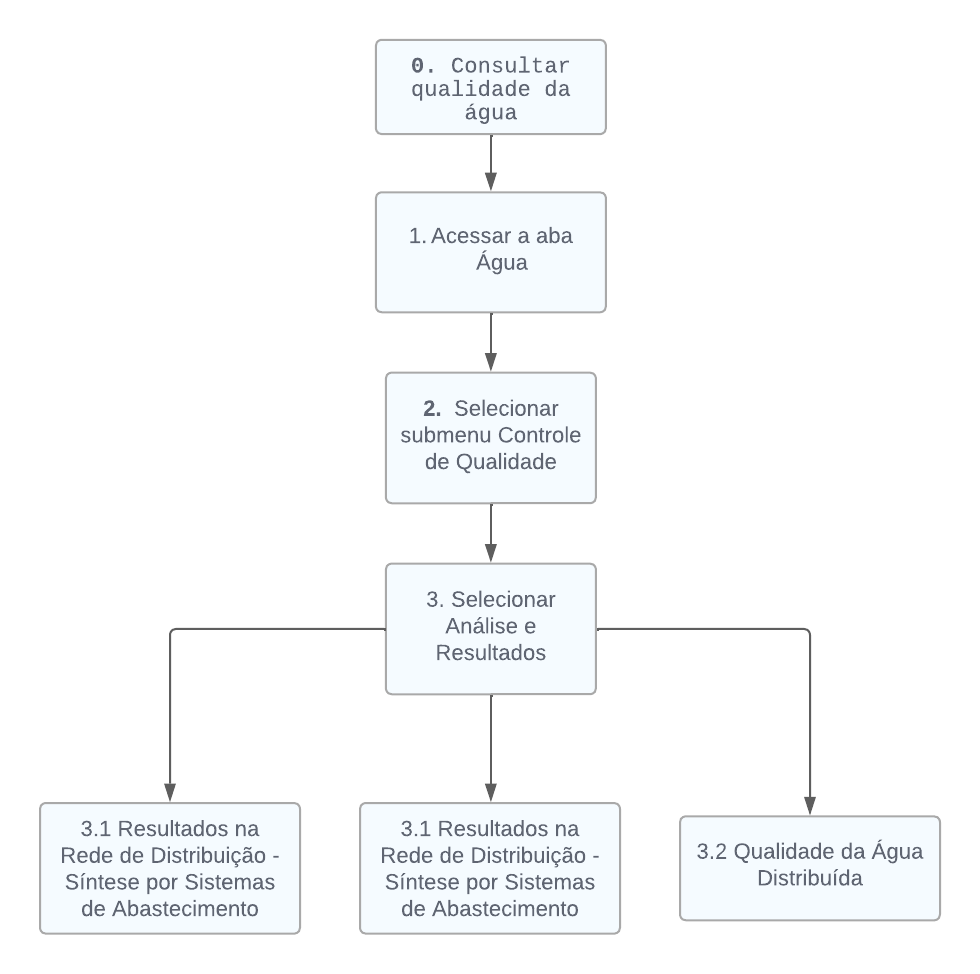 0. Consultar
qualidade da
água
1. Acessar a aba
Água
2. Selecionar
submenu Controle
de Qualidade
3. Selecionar
Análise e
Resultados
3.1 Resultados na
Rede de Distribuição -
Síntese por Sistemas
de Abastecimento
3.1 Resultados na
Rede de Distribuição -
Síntese por Sistemas
de Abastecimento
3.2 Qualidade da Água
Distribuída